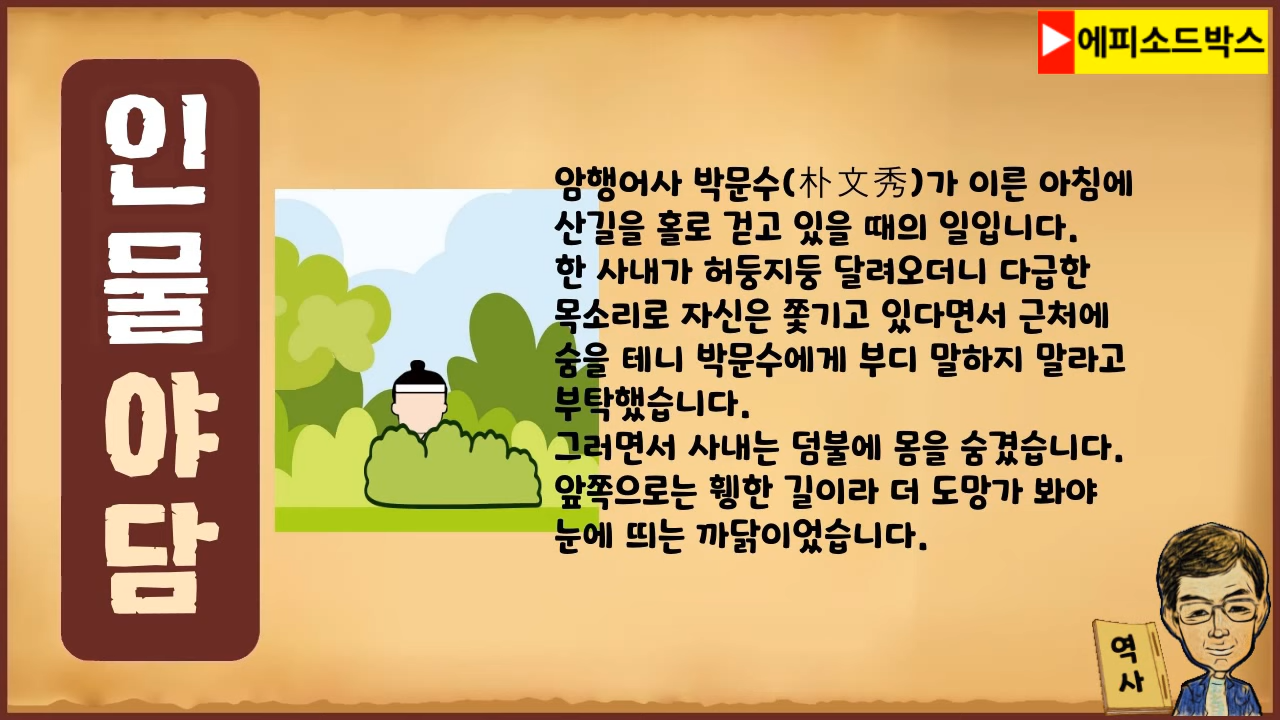 에피소드박스
인물야담
암행어사 박문수(朴文秀)가 이른 아침에
산길을 홀로 걷고 있을 때의 일입니다.
한 사내가 허둥지둥 달려오더니 다급한
목소리로 자신은 쫓기고 있다면서 근처에
숨을 테니 박문수에게 부디 말하지 말라고
부탁했습니다.
그러면서 사내는 덤불에 몸을 숨겼습니다.
앞쪽으로는 휑한 길이라 더 도망가 봐야
눈에 띄는 까닭이었습니다.
역사